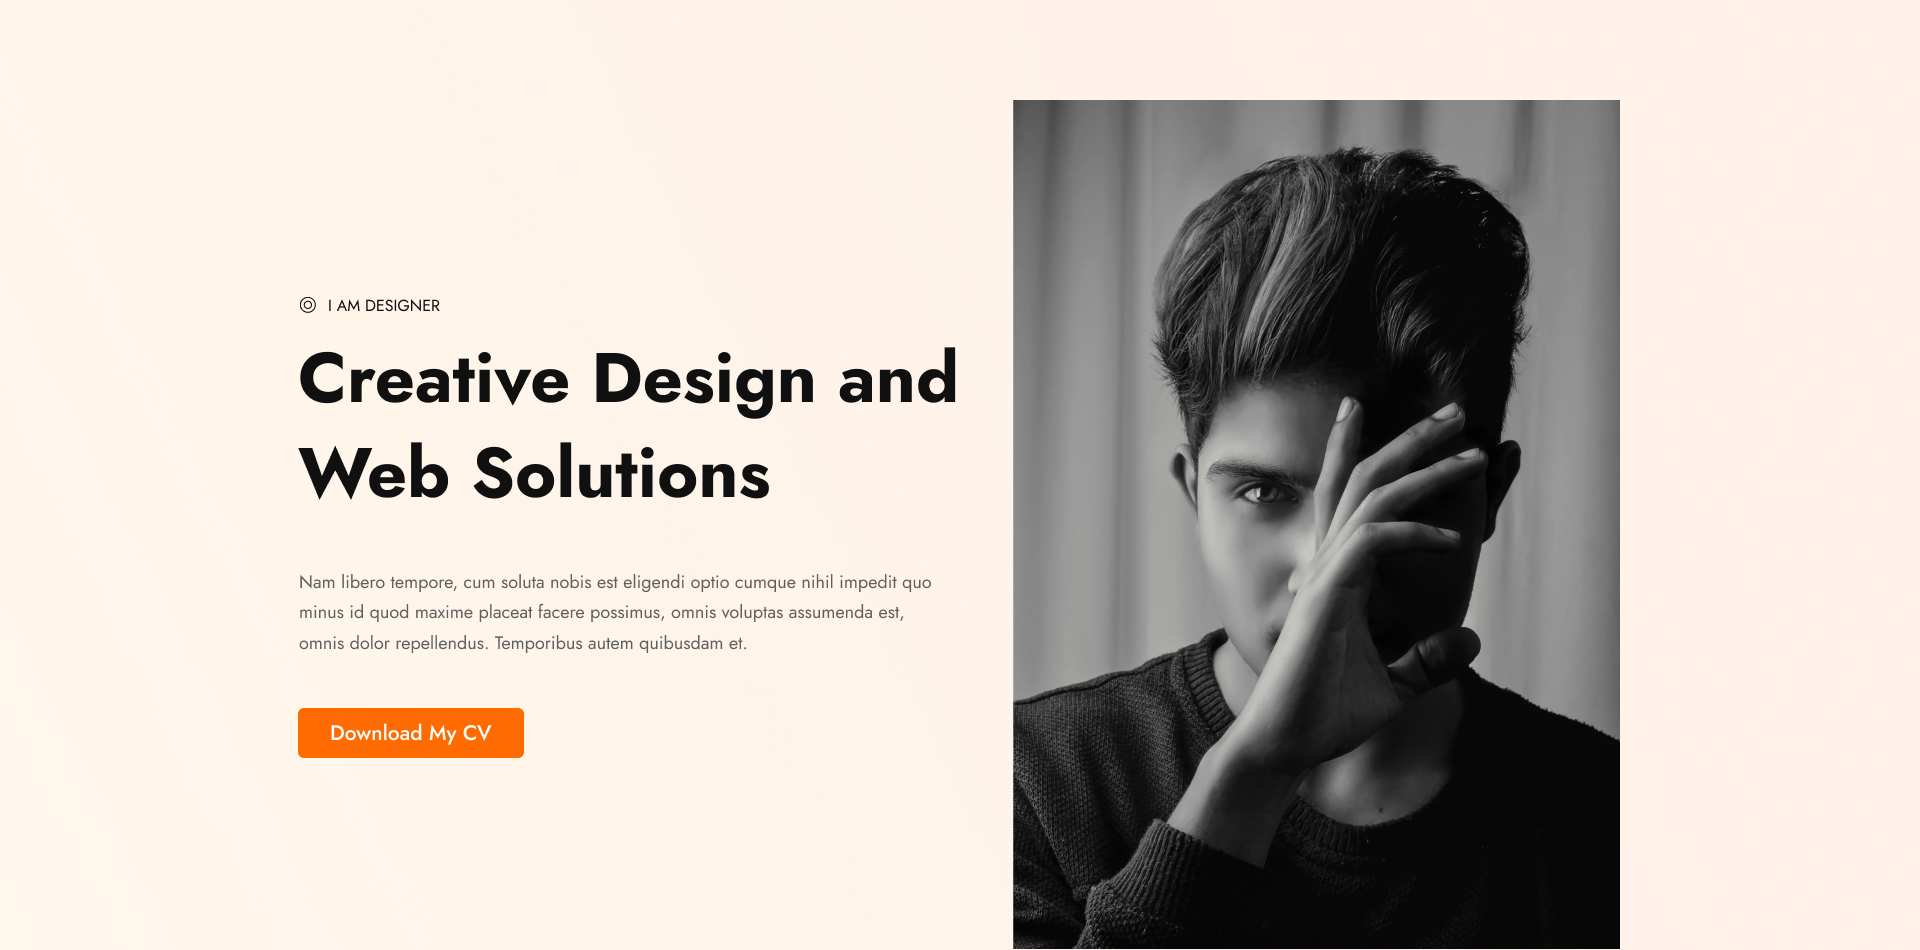 I AM DESIGNER
Creative Design and
Web Solutions
Nam libero tempore, cum soluta nobis est eligendi optio cumque nihil impedit quo
minus id quod maxime placeat facere possimus, omnis voluptas assumenda est,
omnis dolor repellendus. Temporibus autem quibusdam et.
Download My CV